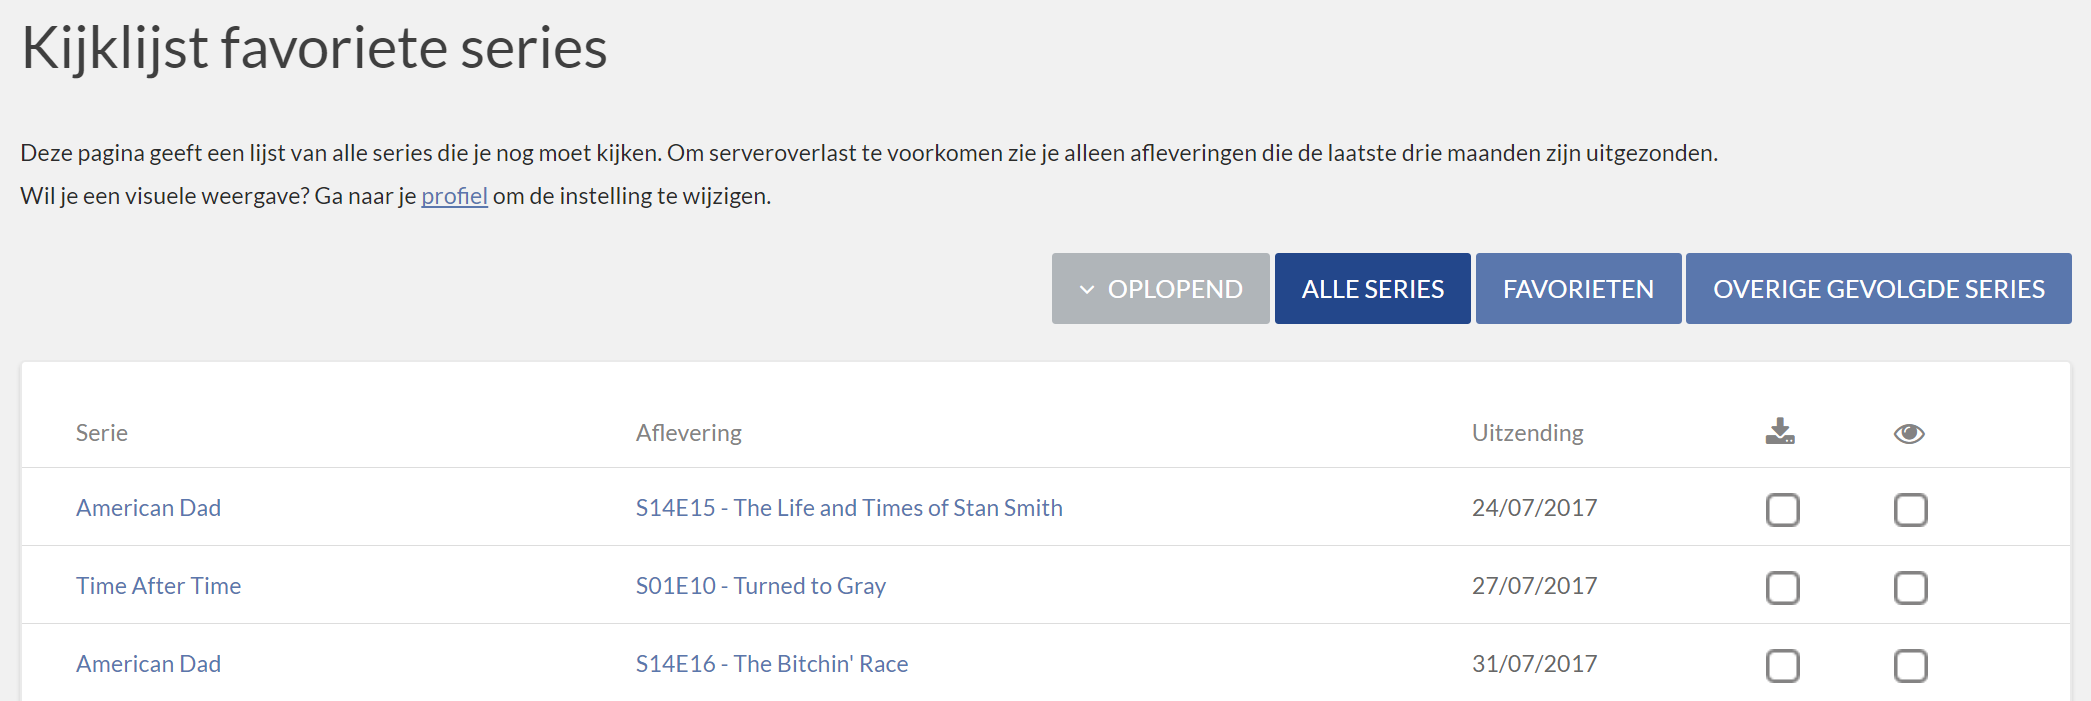 Kijklijst favoriete series
Deze pagina geeft een lijst van alle series die je nog moet kijken. Om serveroverlast te voorkomen zie je alleen afleveringen die de laatste drie maanden zijn uitgezonden.
Wil je een visuele weergave? Ga naar je profiel om de instelling te wijzigen.
OPLOPEND ALLE SERIES FAVORIETEN OVERIGE GEVOLGDE SERIES
Serie Aflevering Uitzending
American Dad S14E15 - The Life and Times of Stan Smith 24/07/2017
Time After Time S01E10 - Turned to Gray 27/07/2017
American Dad S14E16 - The Bitchin' Race 31/07/2017